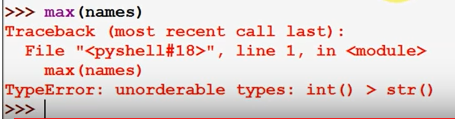 >>> max(names)
Traceback (most recent call last):
  File "<pyshell#18>", line 1, in <module>
    max(names)
TypeError: unorderable types: int() > str()
>>>